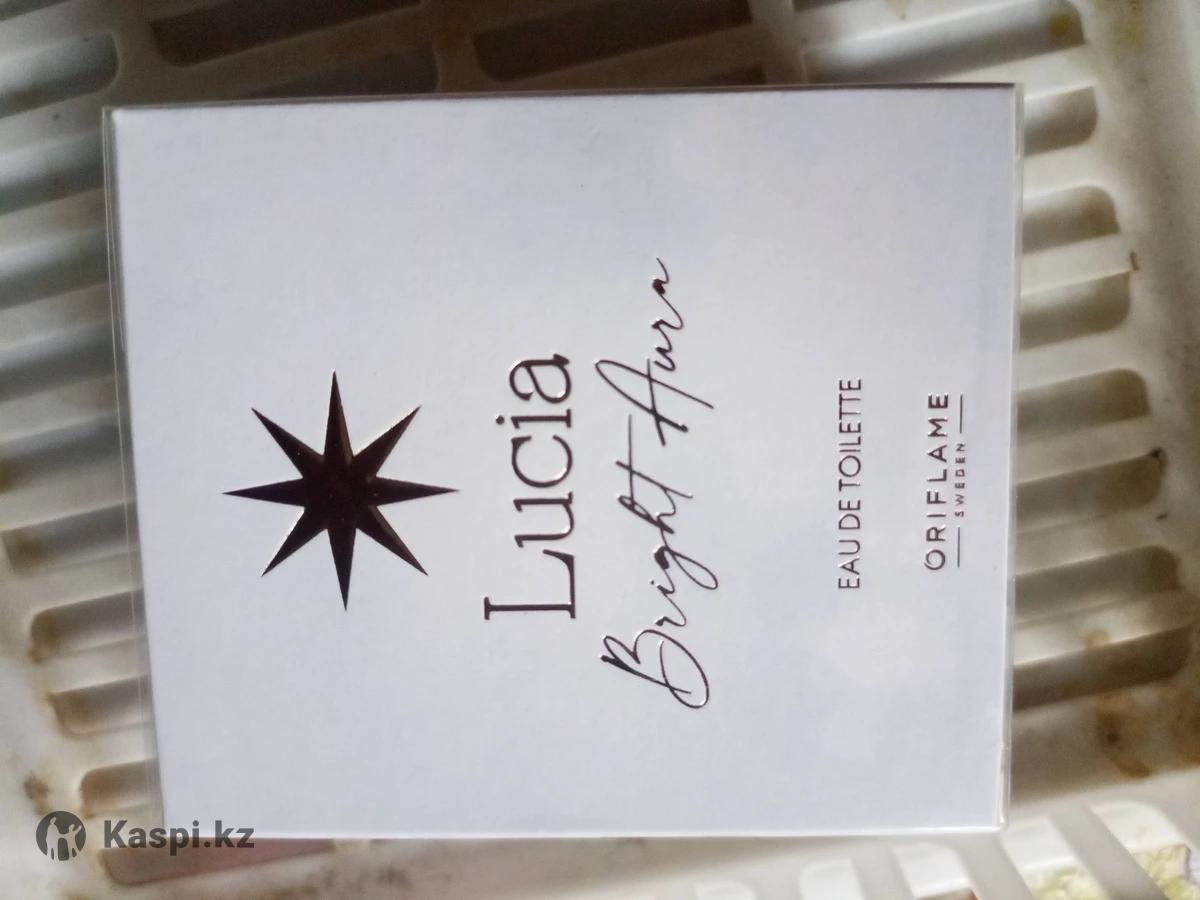 Lucia
Bright Aura
EAU DE TOILETTE
ORIFLAME
SWEDEN
Kaspi.kz